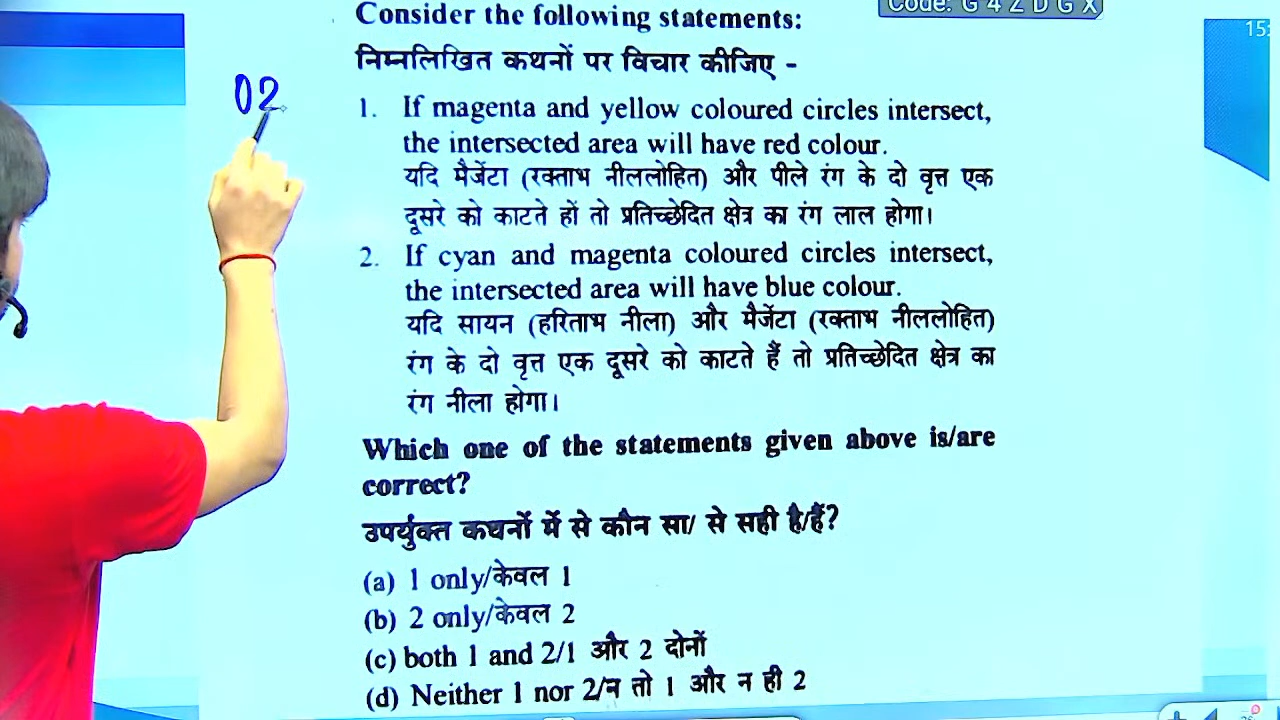 Code: G 4 Z D G X
15:
Consider the following statements:
निम्नलिखित कथनों पर विचार कीजिए -
02
1. If magenta and yellow coloured circles intersect,
the intersected area will have red colour.
यदि मैजेंटा (रक्ताभ नीललोहित) और पीले रंग के दो वृत्त एक
दूसरे को काटते हों तो प्रतिच्छेदित क्षेत्र का रंग लाल होगा।
2. If cyan and magenta coloured circles intersect,
the intersected area will have blue colour.
यदि सायन (हरिताभ नीला) और मैजेंटा (रक्ताभ नीललोहित)
रंग के दो वृत्त एक दूसरे को काटते हैं तो प्रतिच्छेदित क्षेत्र का
रंग नीला होगा।
Which one of the statements given above is/are
correct?
उपर्युक्त कथनों में से कौन सा/ से सही है/हैं?
(a) 1 only/केवल 1
(b) 2 only/केवल 2
(c) both 1 and 2/1 और 2 दोनों
(d) Neither 1 nor 2/न तो 1 और न ही 2